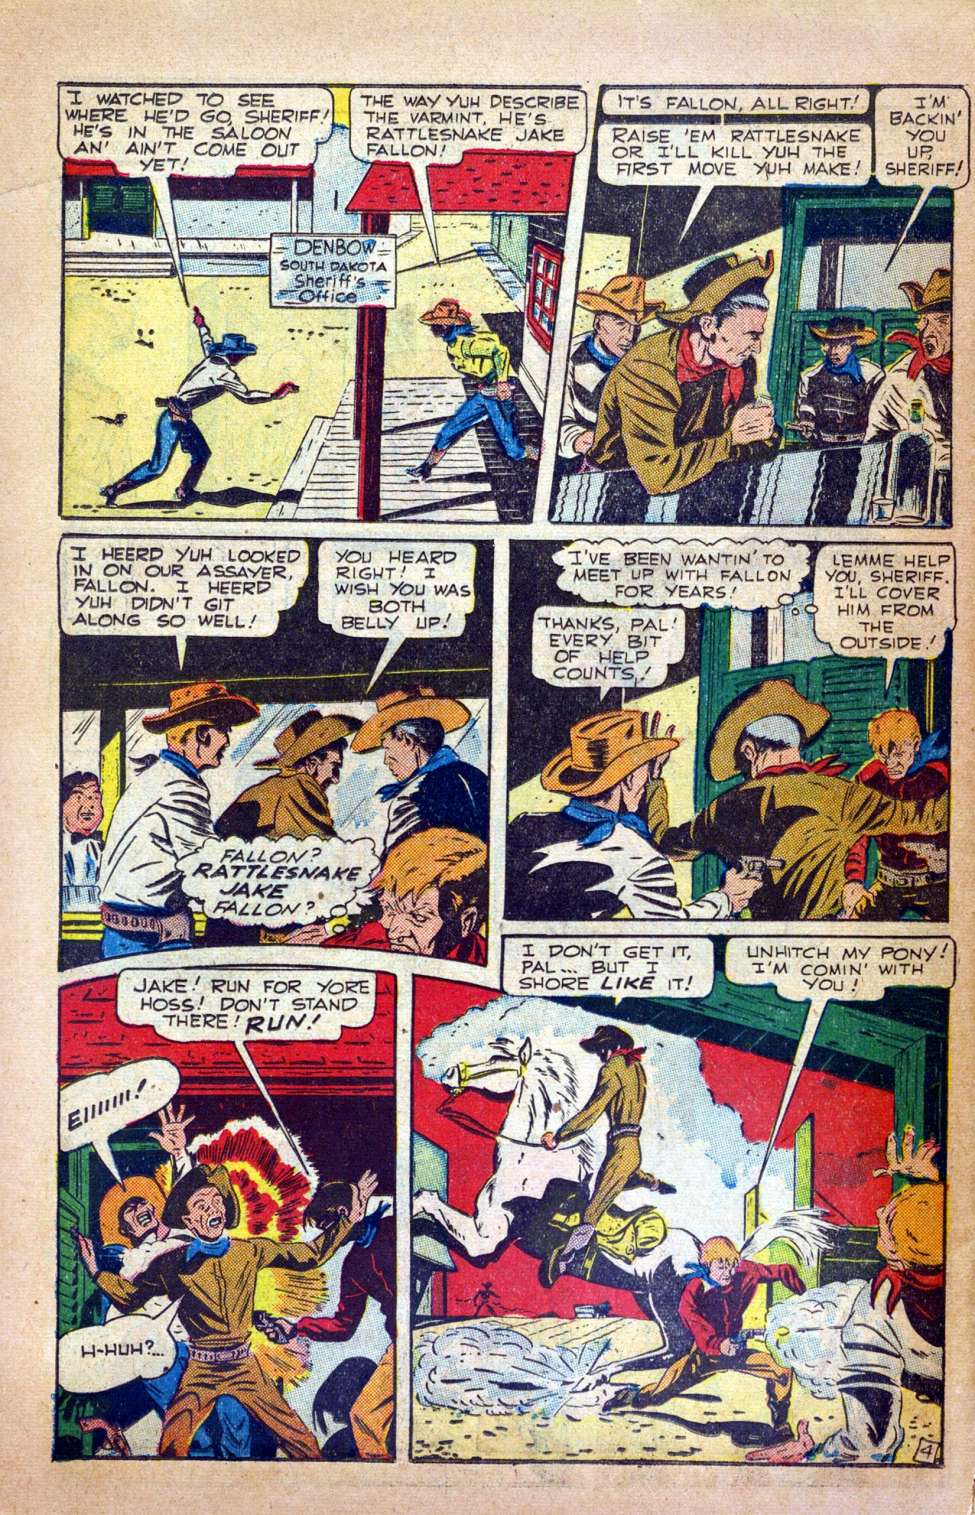 I WATCHED TO SEE
WHERE HE'D GO, SHERIFF!
HE'S IN THE SALOON
AN' AIN'T COME OUT
YET!
THE WAY YUH DESCRIBE
THE VARMINT, HE'S
RATTLESNAKE JAKE
FALLON!
DENBOW
SOUTH DAKOTA
Sheriff's
Office
IT'S FALLON, ALL RIGHT!
RAISE 'EM RATTLESNAKE
OR I'LL KILL YUH THE
FIRST MOVE YUH MAKE!
I'M
BACKIN'
YOU
UP,
SHERIFF!
I HEERD YUH LOOKED
IN ON OUR ASSAYER,
FALLON. I HEERD
YUH DIDN'T GIT
ALONG SO WELL!
YOU HEARD
RIGHT! I
WISH YOU WAS
BOTH
BELLY UP!
FALLON?
RATTLESNAKE
JAKE
FALLON?
I'VE BEEN WANTIN' TO
MEET UP WITH FALLON
FOR YEARS!
LEMME HELP
YOU, SHERIFF.
I'LL COVER
HIM FROM
THE
OUTSIDE!
THANKS, PAL!
EVERY BIT
OF HELP
COUNTS!
JAKE! RUN FOR YORE
HOSS! DON'T STAND
THERE! RUN!
EIIIIIII!
H-HUH?...
I DON'T GET IT,
PAL... BUT I
SHORE LIKE IT!
UNHITCH MY PONY!
I'M COMIN' WITH
YOU!
4